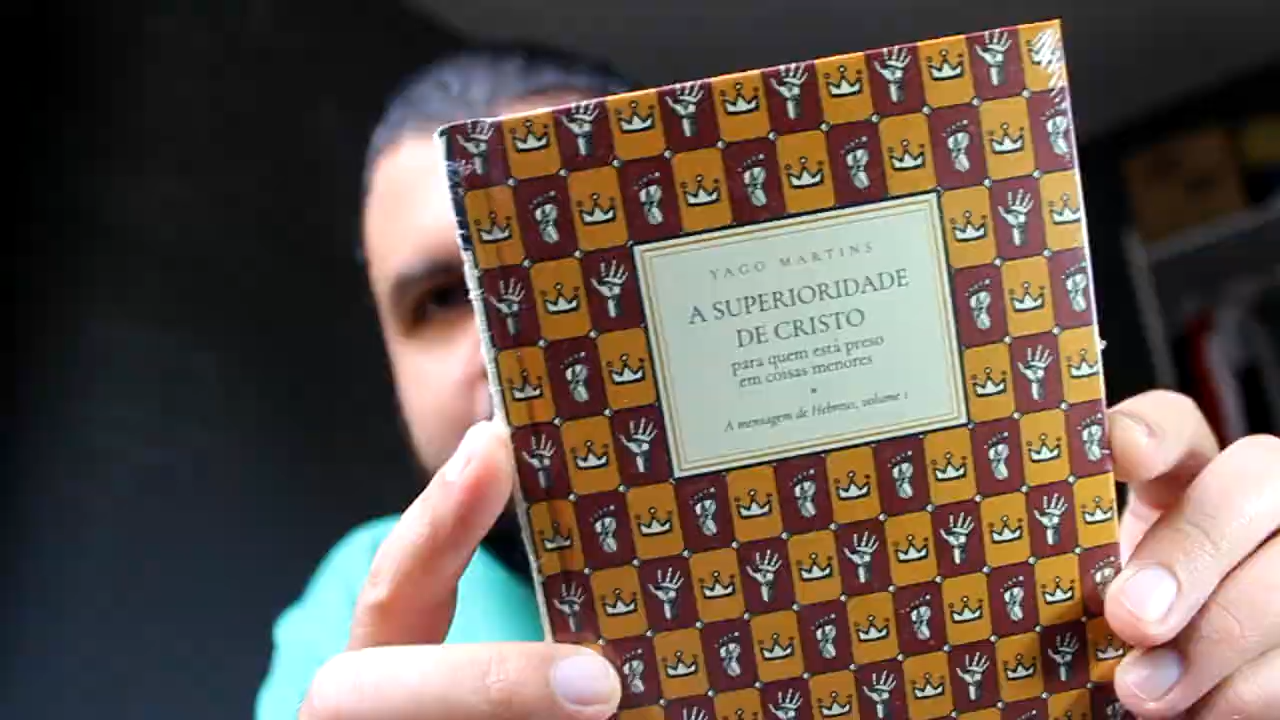 YAGO MARTINS
A SUPERIORIDADE
DE CRISTO
para quem está preso
em coisas menores
A mensagem de Hebreus, volume 1